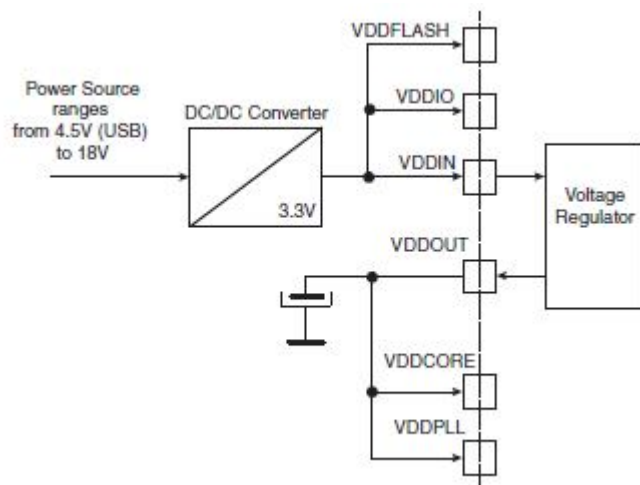 VDDFLASH
Power Source
ranges
from 4.5V (USB)
to 18V
DC/DC Converter
VDDIO
VDDIN
3.3V
Voltage
Regulator
VDDOUT
VDDCORE
VDDPLL